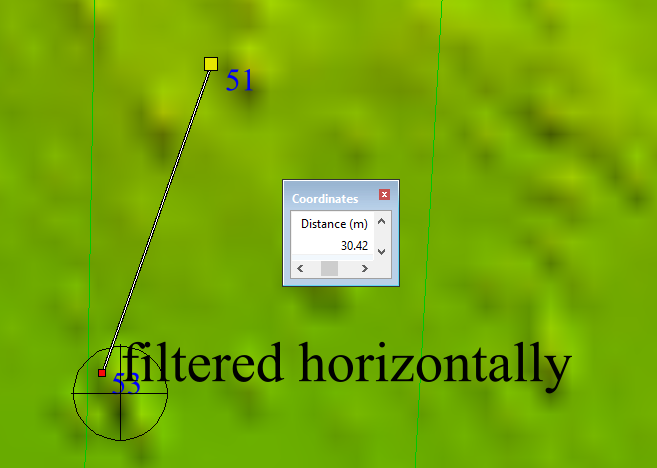 51
Coordinates
Distance (m)
30.42
filtered horizontally
53